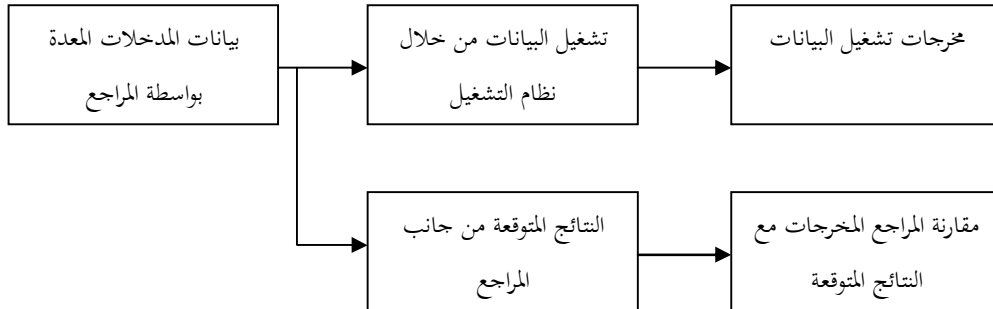 بيانات المدخلات المعدة
بواسطة المراجع
تشغيل البيانات من خلال
نظام التشغيل
مخرجات تشغيل البيانات
النتائج المتوقعة من جانب
المراجع
مقارنة المراجع المخرجات مع
النتائج المتوقعة